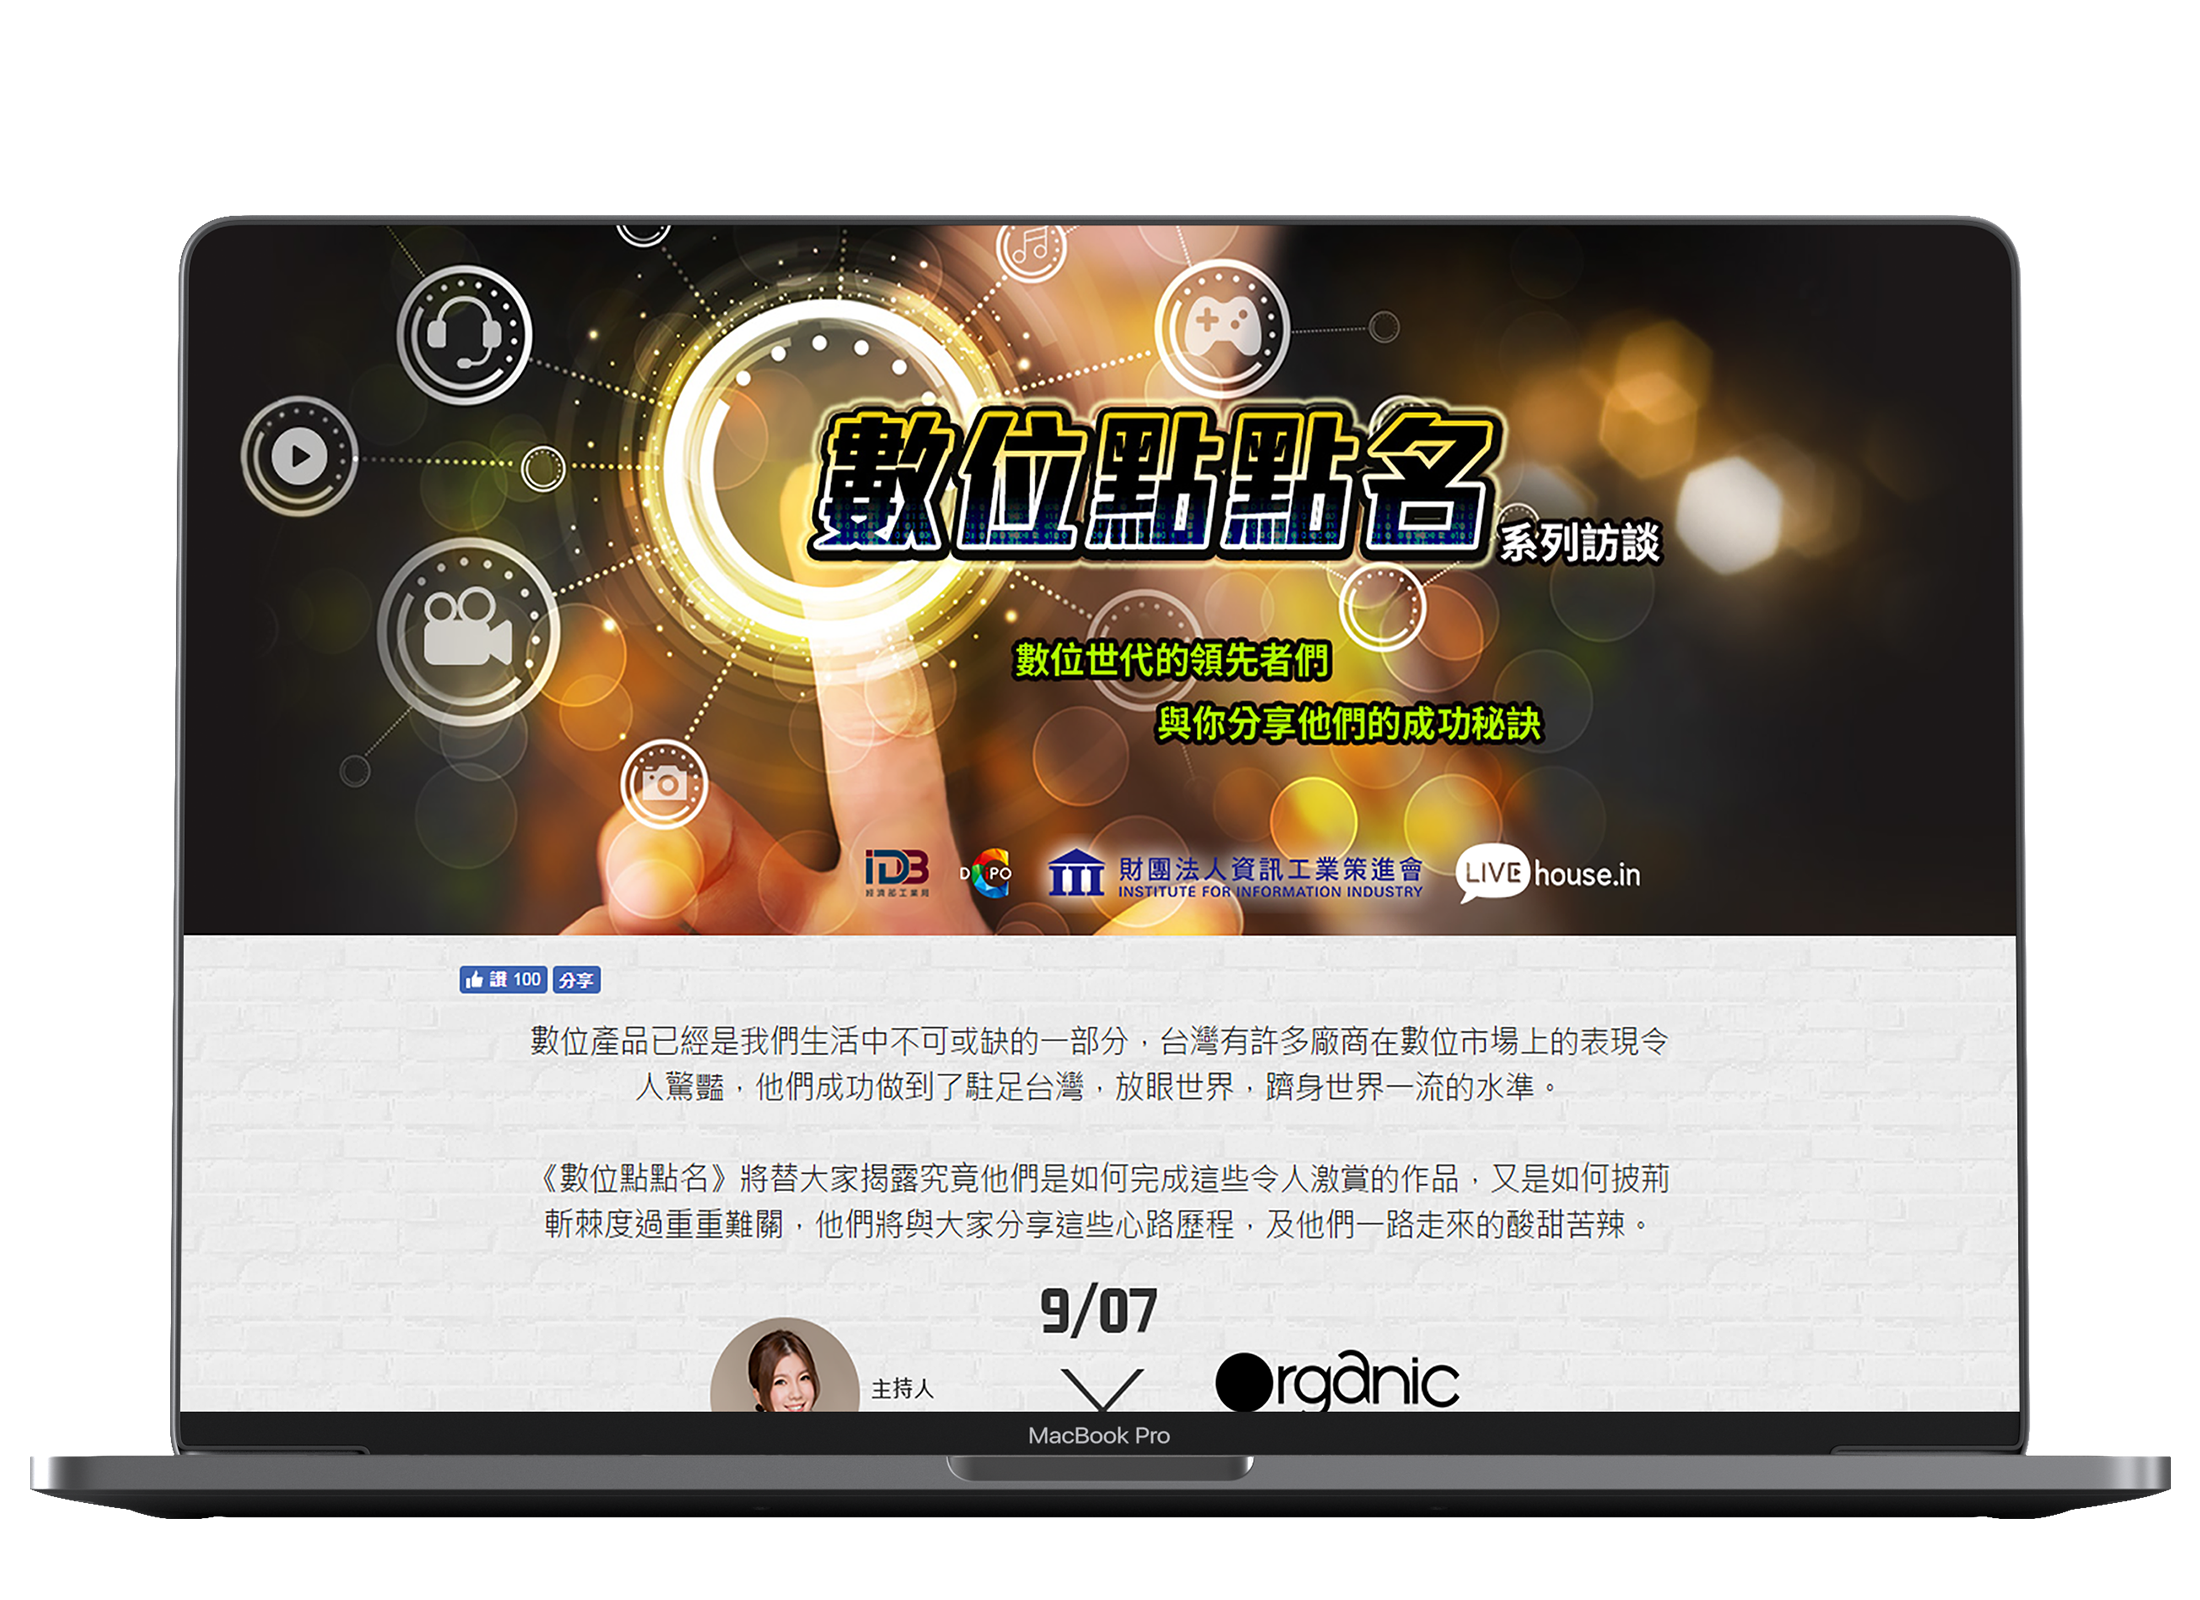 數位點點名
系列訪談
數位世代的領先者們
與你分享他們的成功秘訣
iDB
經濟部工業局
DCiPO
財團法人資訊工業策進會
INSTITUTE FOR INFORMATION INDUSTRY
LIVE house.in
讚 100 分享
數位產品已經是我們生活中不可或缺的一部分，台灣有許多廠商在數位市場上的表現令
人驚豔，他們成功做到了駐足台灣，放眼世界，躋身世界一流的水準。
《數位點點名》將替大家揭露究竟他們是如何完成這些令人激賞的作品，又是如何披荊
斬棘度過重重難關，他們將與大家分享這些心路歷程，及他們一路走來的酸甜苦辣。
9/07
主持人
Organic
MacBook Pro